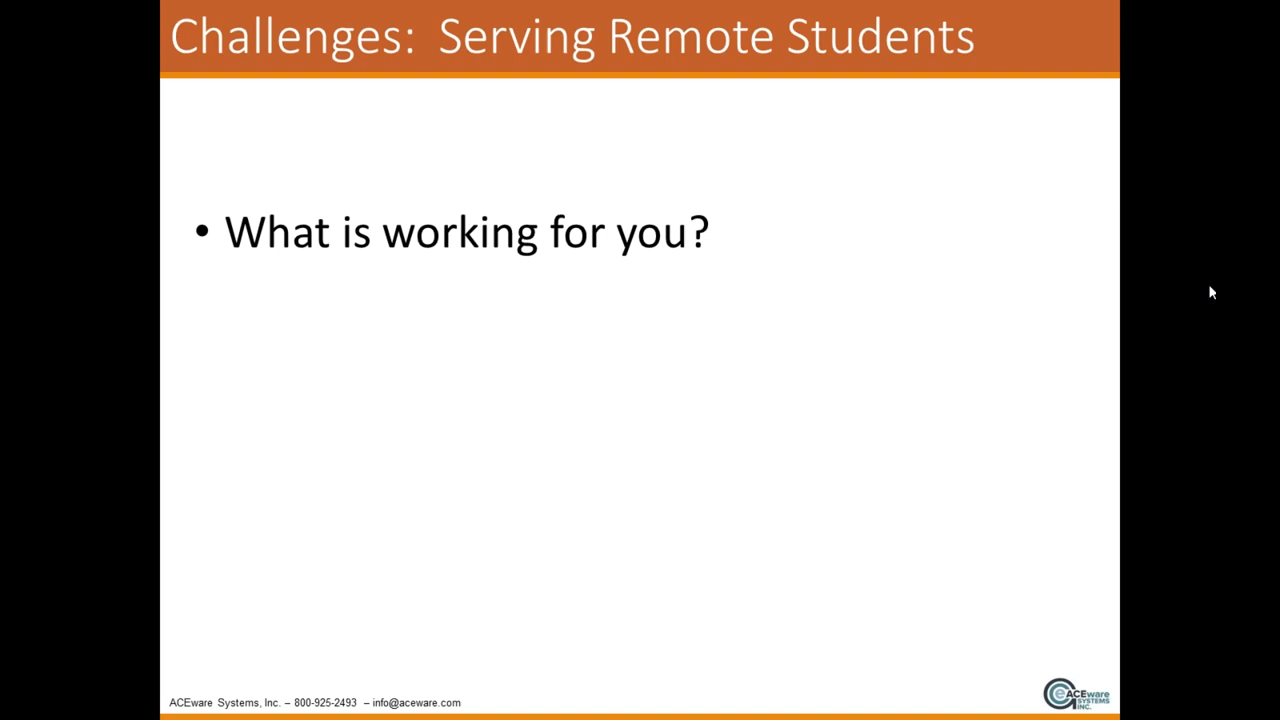 Challenges:  Serving Remote Students
• What is working for you?
ACEware Systems, Inc. – 800-925-2493 – info@aceware.com
eACEware
SYSTEMS
INC.